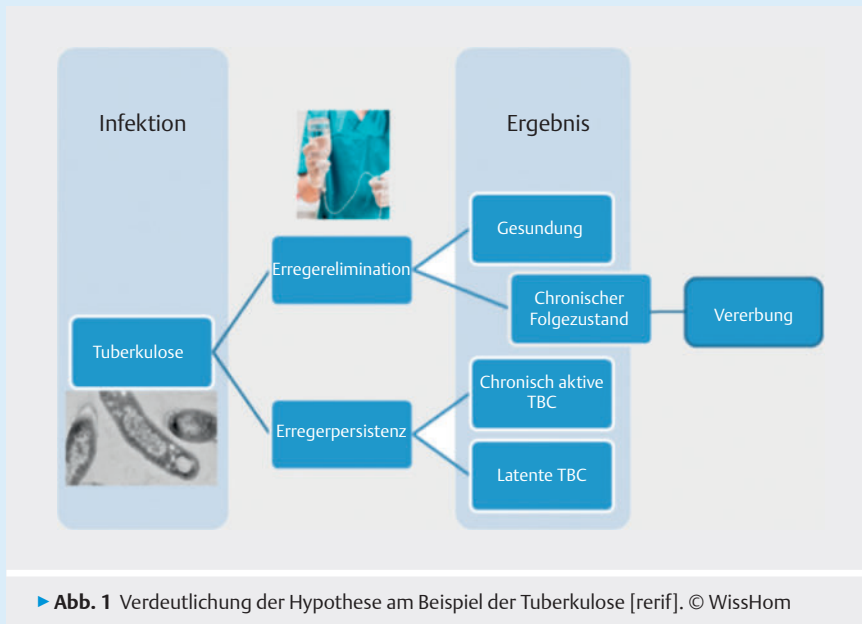 Infektion
Ergebnis
Gesundung
Erregerelimination
Chronischer
Folgezustand
Vererbung
Tuberkulose
Chronisch aktive
TBC
Erregerpersistenz
Latente TBC
► Abb. 1 Verdeutlichung der Hypothese am Beispiel der Tuberkulose [rerif]. © WissHom